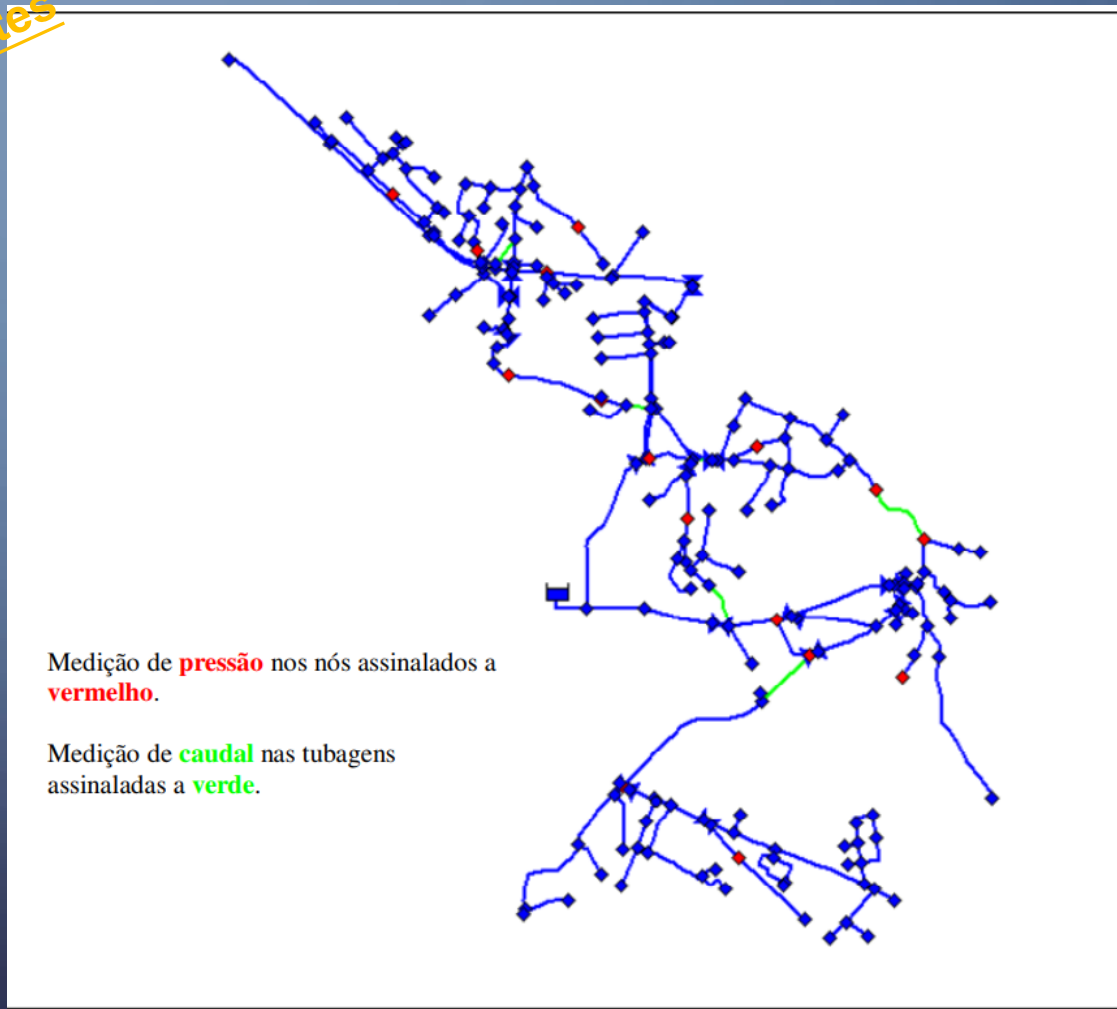 Medição de pressão nos nós assinalados a
vermelho.
Medição de caudal nas tubagens
assinaladas a verde.